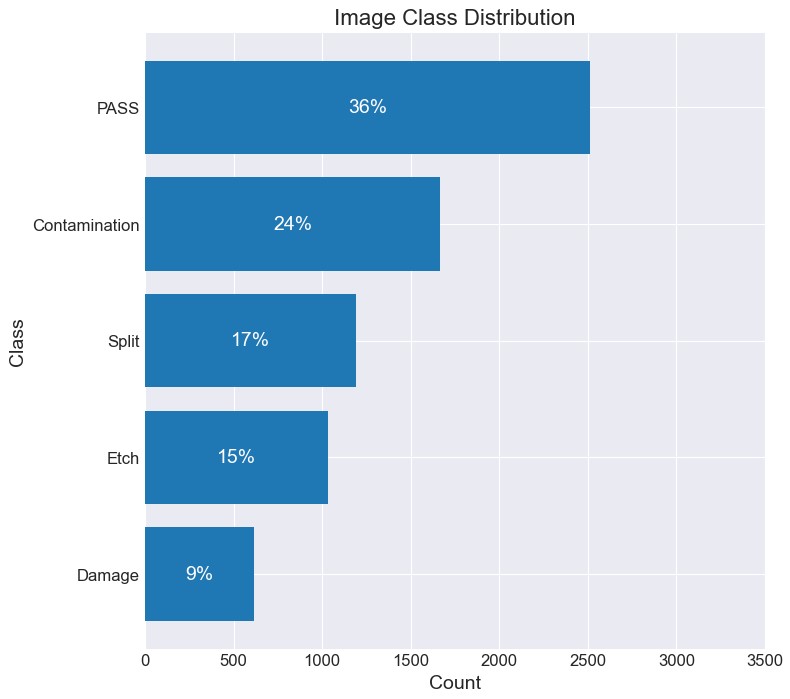 Image Class Distribution
PASS
36%
Contamination
24%
Split
17%
Etch
15%
Damage
9%
Class
0 500 1000 1500 2000 2500 3000 3500
Count